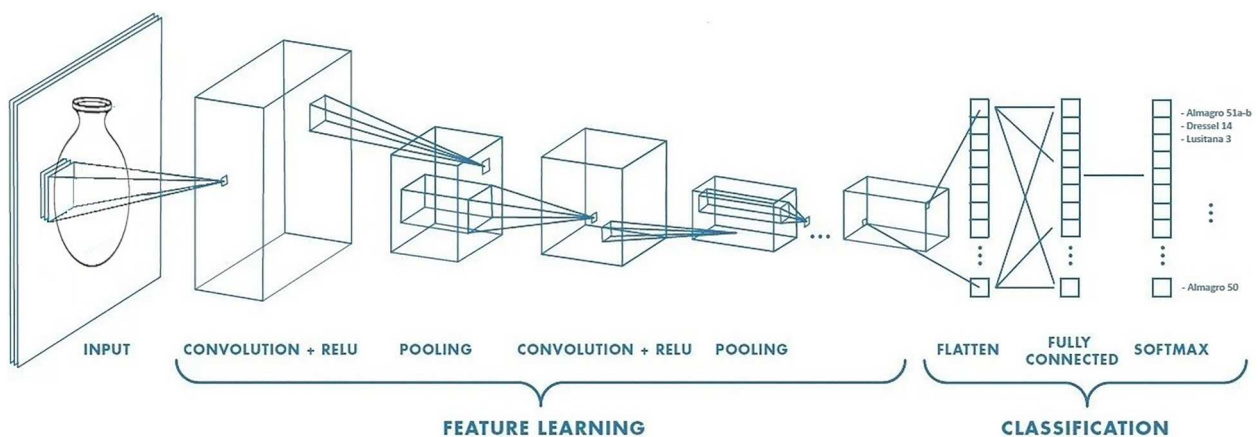 - Almagro 51a-b
- Dressel 14
- Lusitana 3
- Almagro 50
INPUT
CONVOLUTION + RELU
POOLING
CONVOLUTION + RELU
POOLING
FLATTEN
FULLY
CONNECTED
SOFTMAX
FEATURE LEARNING
CLASSIFICATION